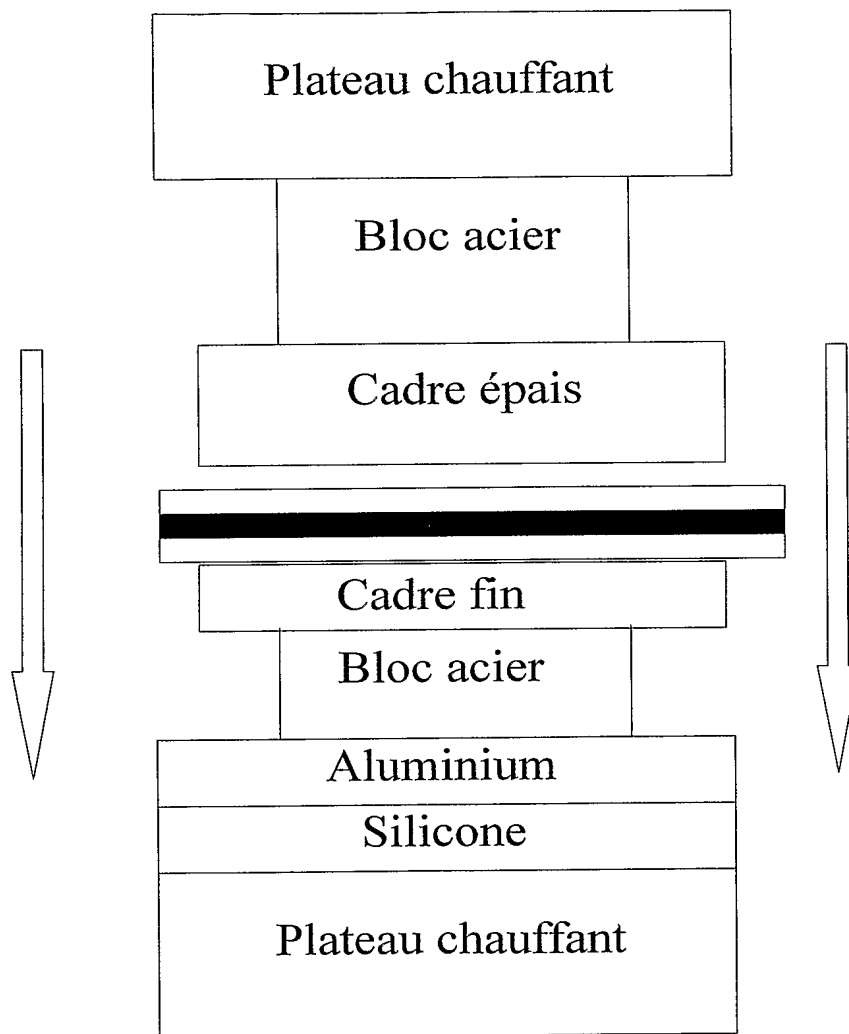 Plateau chauffant
Bloc acier
Cadre épais
Cadre fin
Bloc acier
Aluminium
Silicone
Plateau chauffant